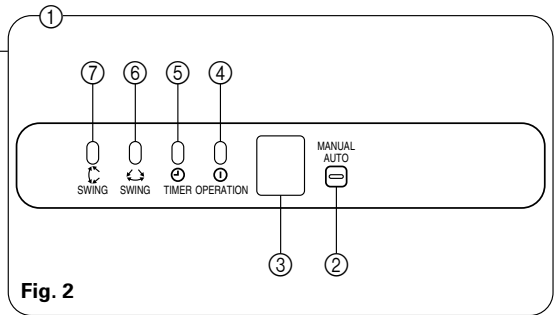 ①
⑦ ⑥ ⑤ ④
MANUAL
AUTO
SWING SWING TIMER OPERATION
③ ②
Fig. 2